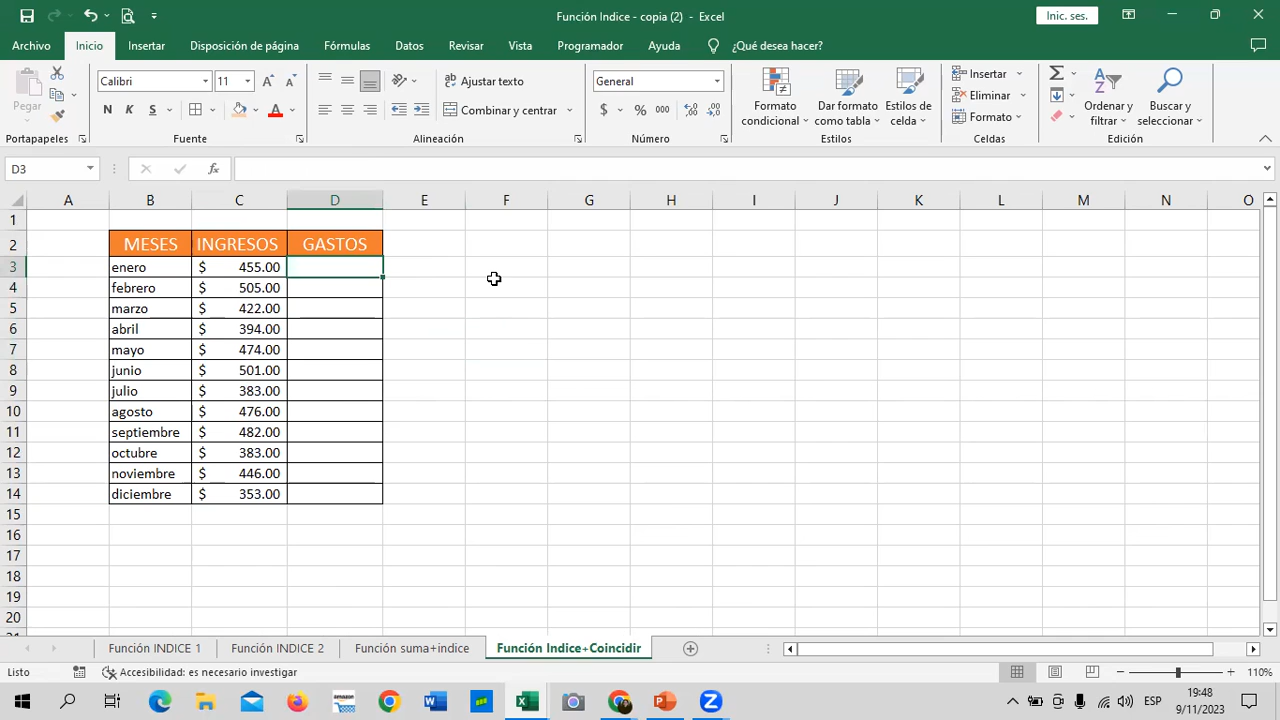 Función Indice - copia (2) - Excel
Inic. ses.
Archivo Inicio Insertar Disposición de página Fórmulas Datos Revisar Vista Programador Ayuda ¿Qué desea hacer?
Pegar
Calibri 11
N K S
Ajustar texto
Combinar y centrar
General
$ % 000
Formato condicional
Dar formato como tabla
Estilos de celda
Insertar
Eliminar
Formato
Ordenar y filtrar
Buscar y seleccionar
Portapapeles Fuente Alineación Número Estilos Celdas Edición
D3 fx
A B C D E F G H I J K L M N O
1
2 MESES INGRESOS GASTOS
3 enero $ 455.00
4 febrero $ 505.00
5 marzo $ 422.00
6 abril $ 394.00
7 mayo $ 474.00
8 junio $ 501.00
9 julio $ 383.00
10 agosto $ 476.00
11 septiembre $ 482.00
12 octubre $ 383.00
13 noviembre $ 446.00
14 diciembre $ 353.00
15
16
17
18
19
20
Función INDICE 1 Función INDICE 2 Función suma+indice Función Indice+Coincidir
Listo Accesibilidad: es necesario investigar 110%
ESP 19:48
9/11/2023